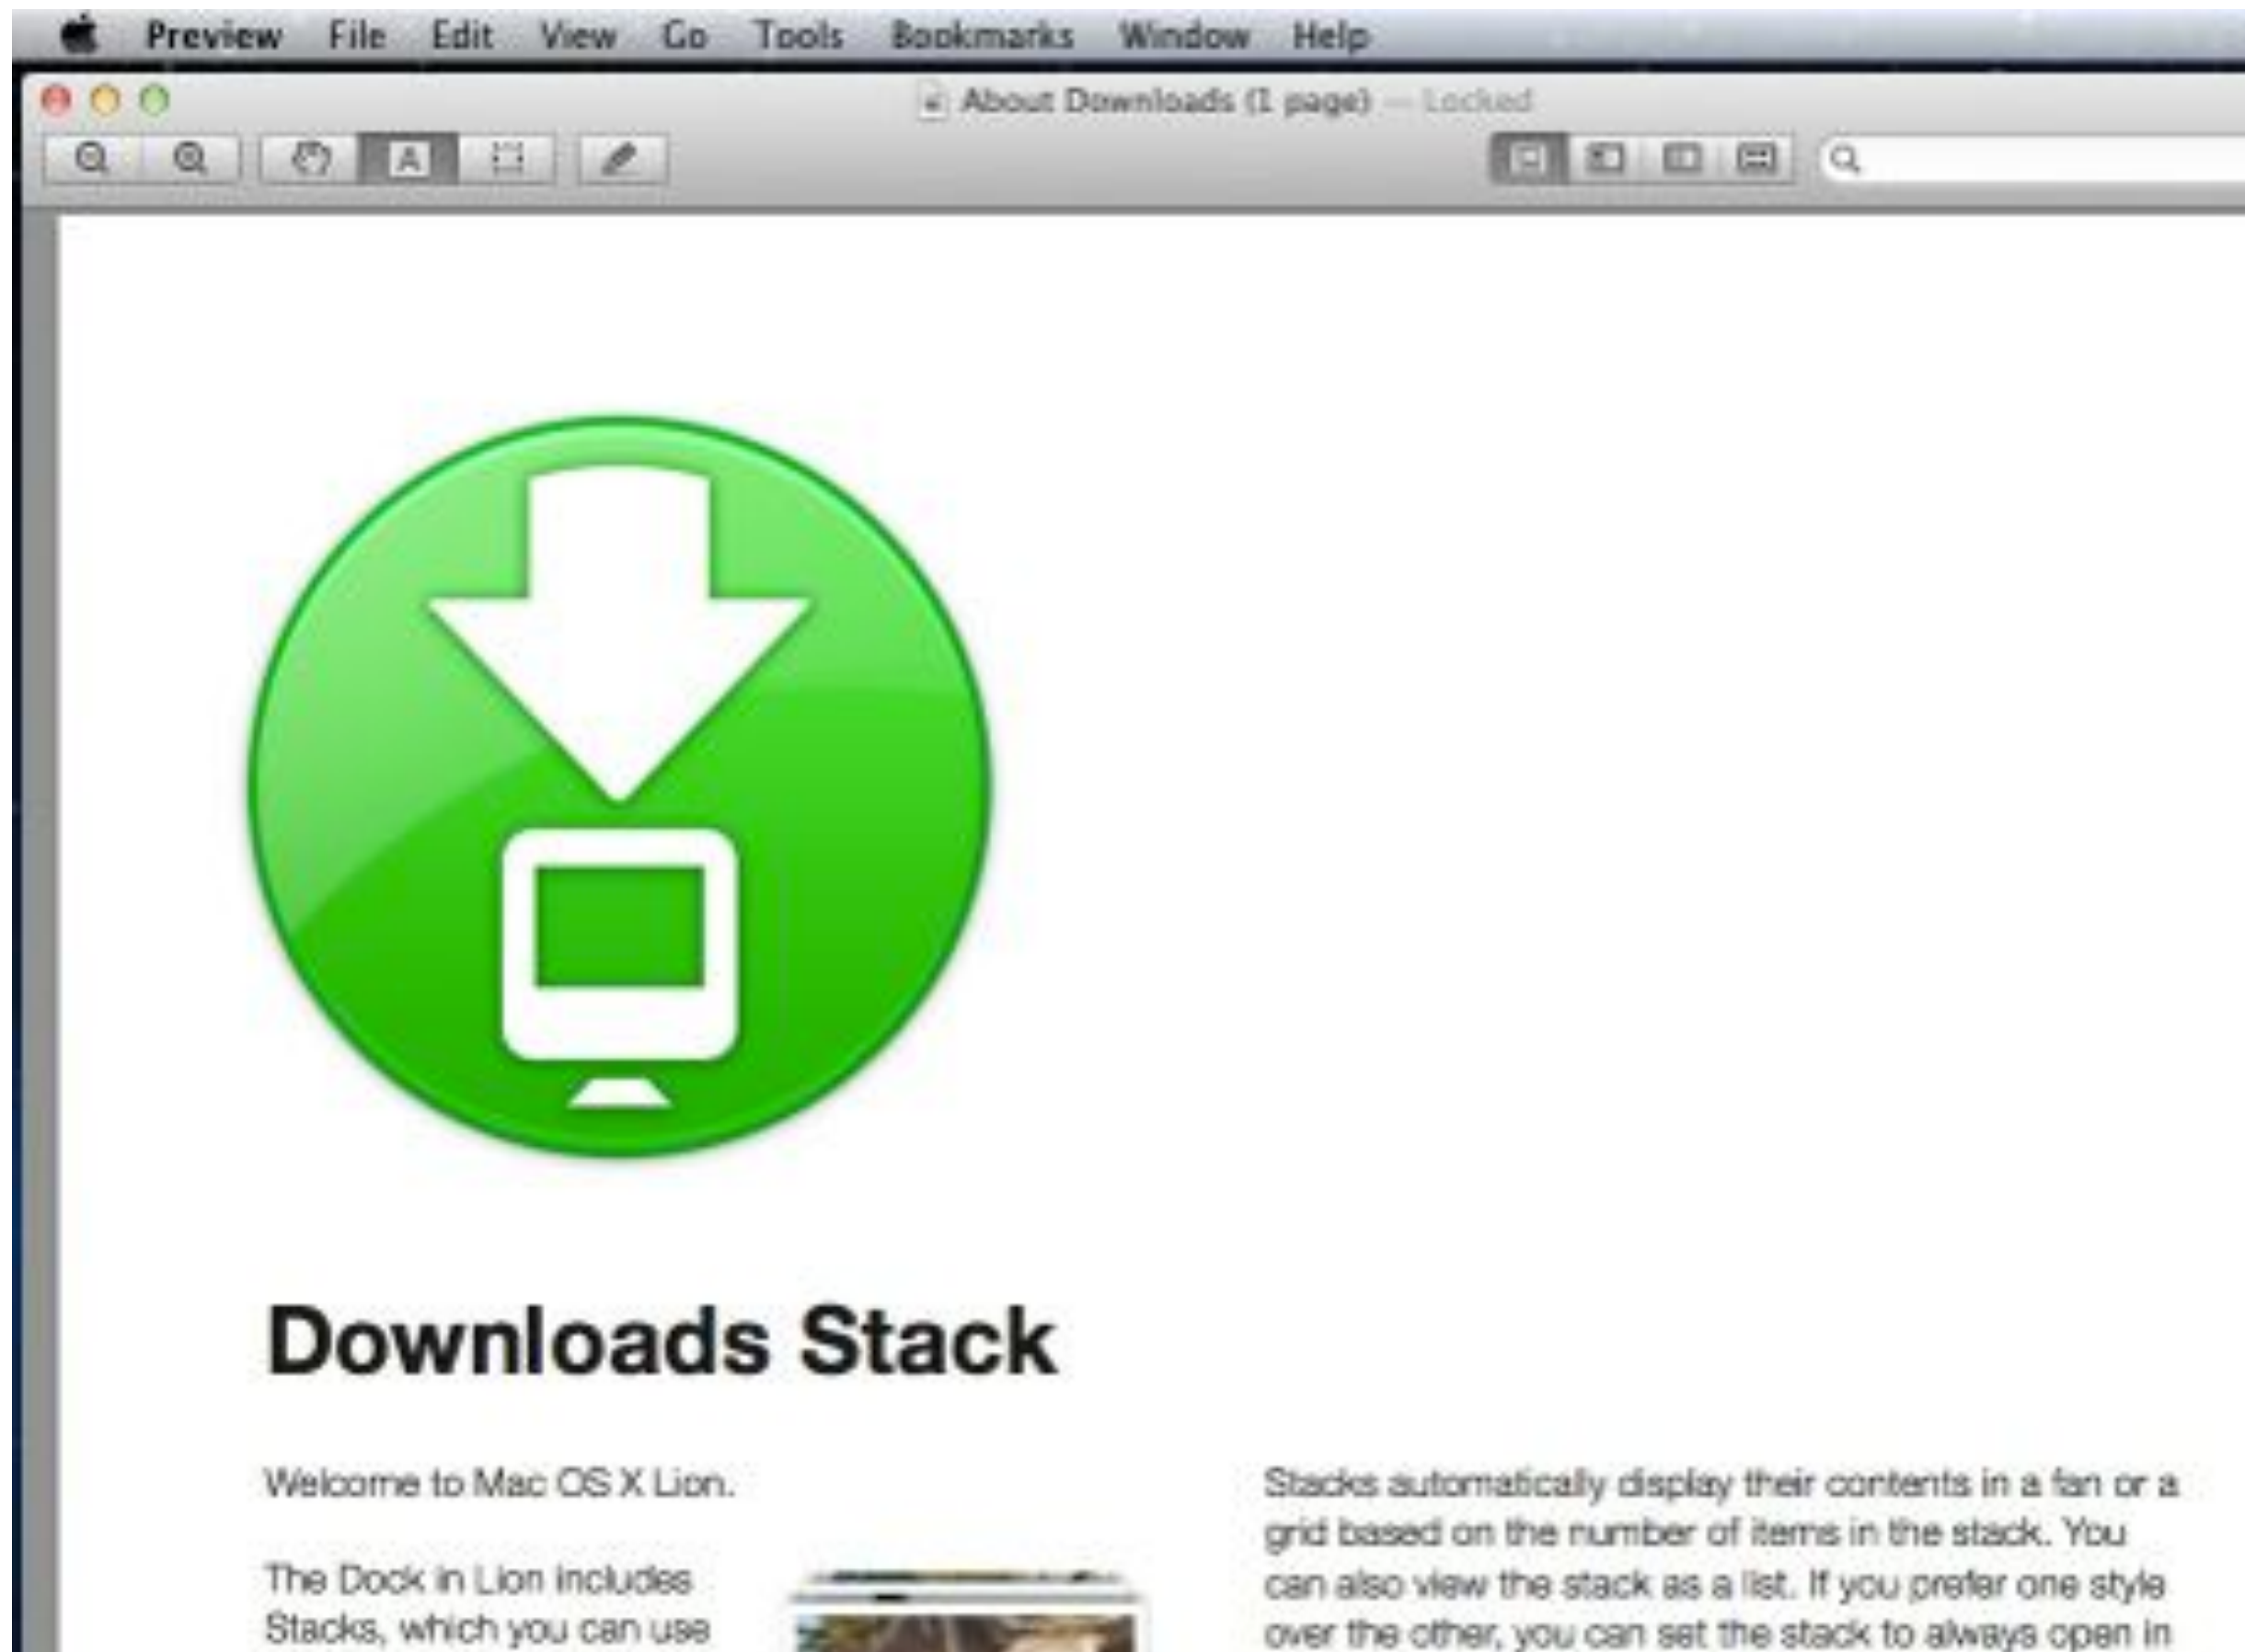 Preview File Edit View Go Tools Bookmarks Window Help
About Downloads (1 page) — Locked
A
Downloads Stack
Welcome to Mac OS X Lion.
The Dock in Lion includes
Stacks, which you can use
Stacks automatically display their contents in a fan or a
grid based on the number of items in the stack. You
can also view the stack as a list. If you prefer one style
over the other, you can set the stack to always open in